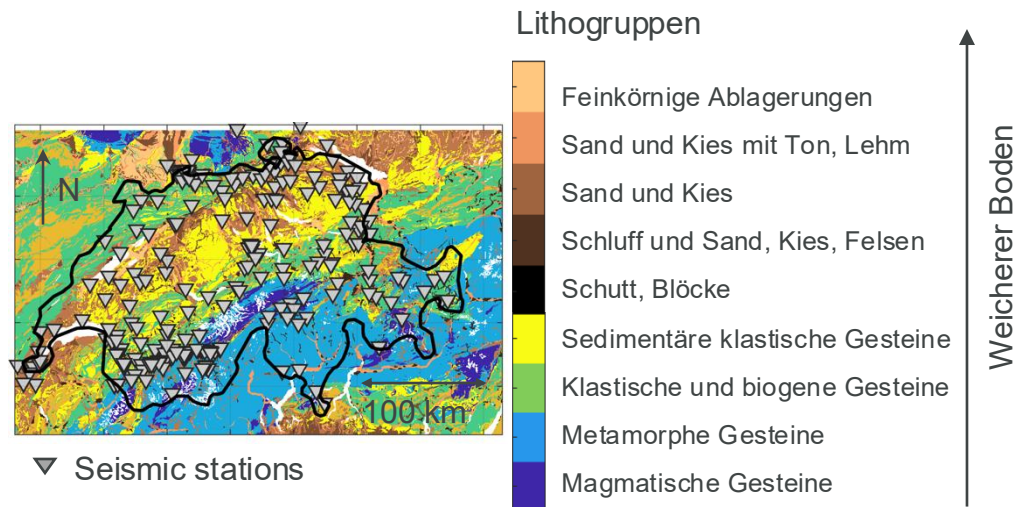 Lithogruppen
Feinkörnige Ablagerungen
Sand und Kies mit Ton, Lehm
Sand und Kies
Schluff und Sand, Kies, Felsen
Schutt, Blöcke
Sedimentäre klastische Gesteine
Klastische und biogene Gesteine
Metamorphe Gesteine
Magmatische Gesteine
Weicherer Boden
N
100 km
Seismic stations